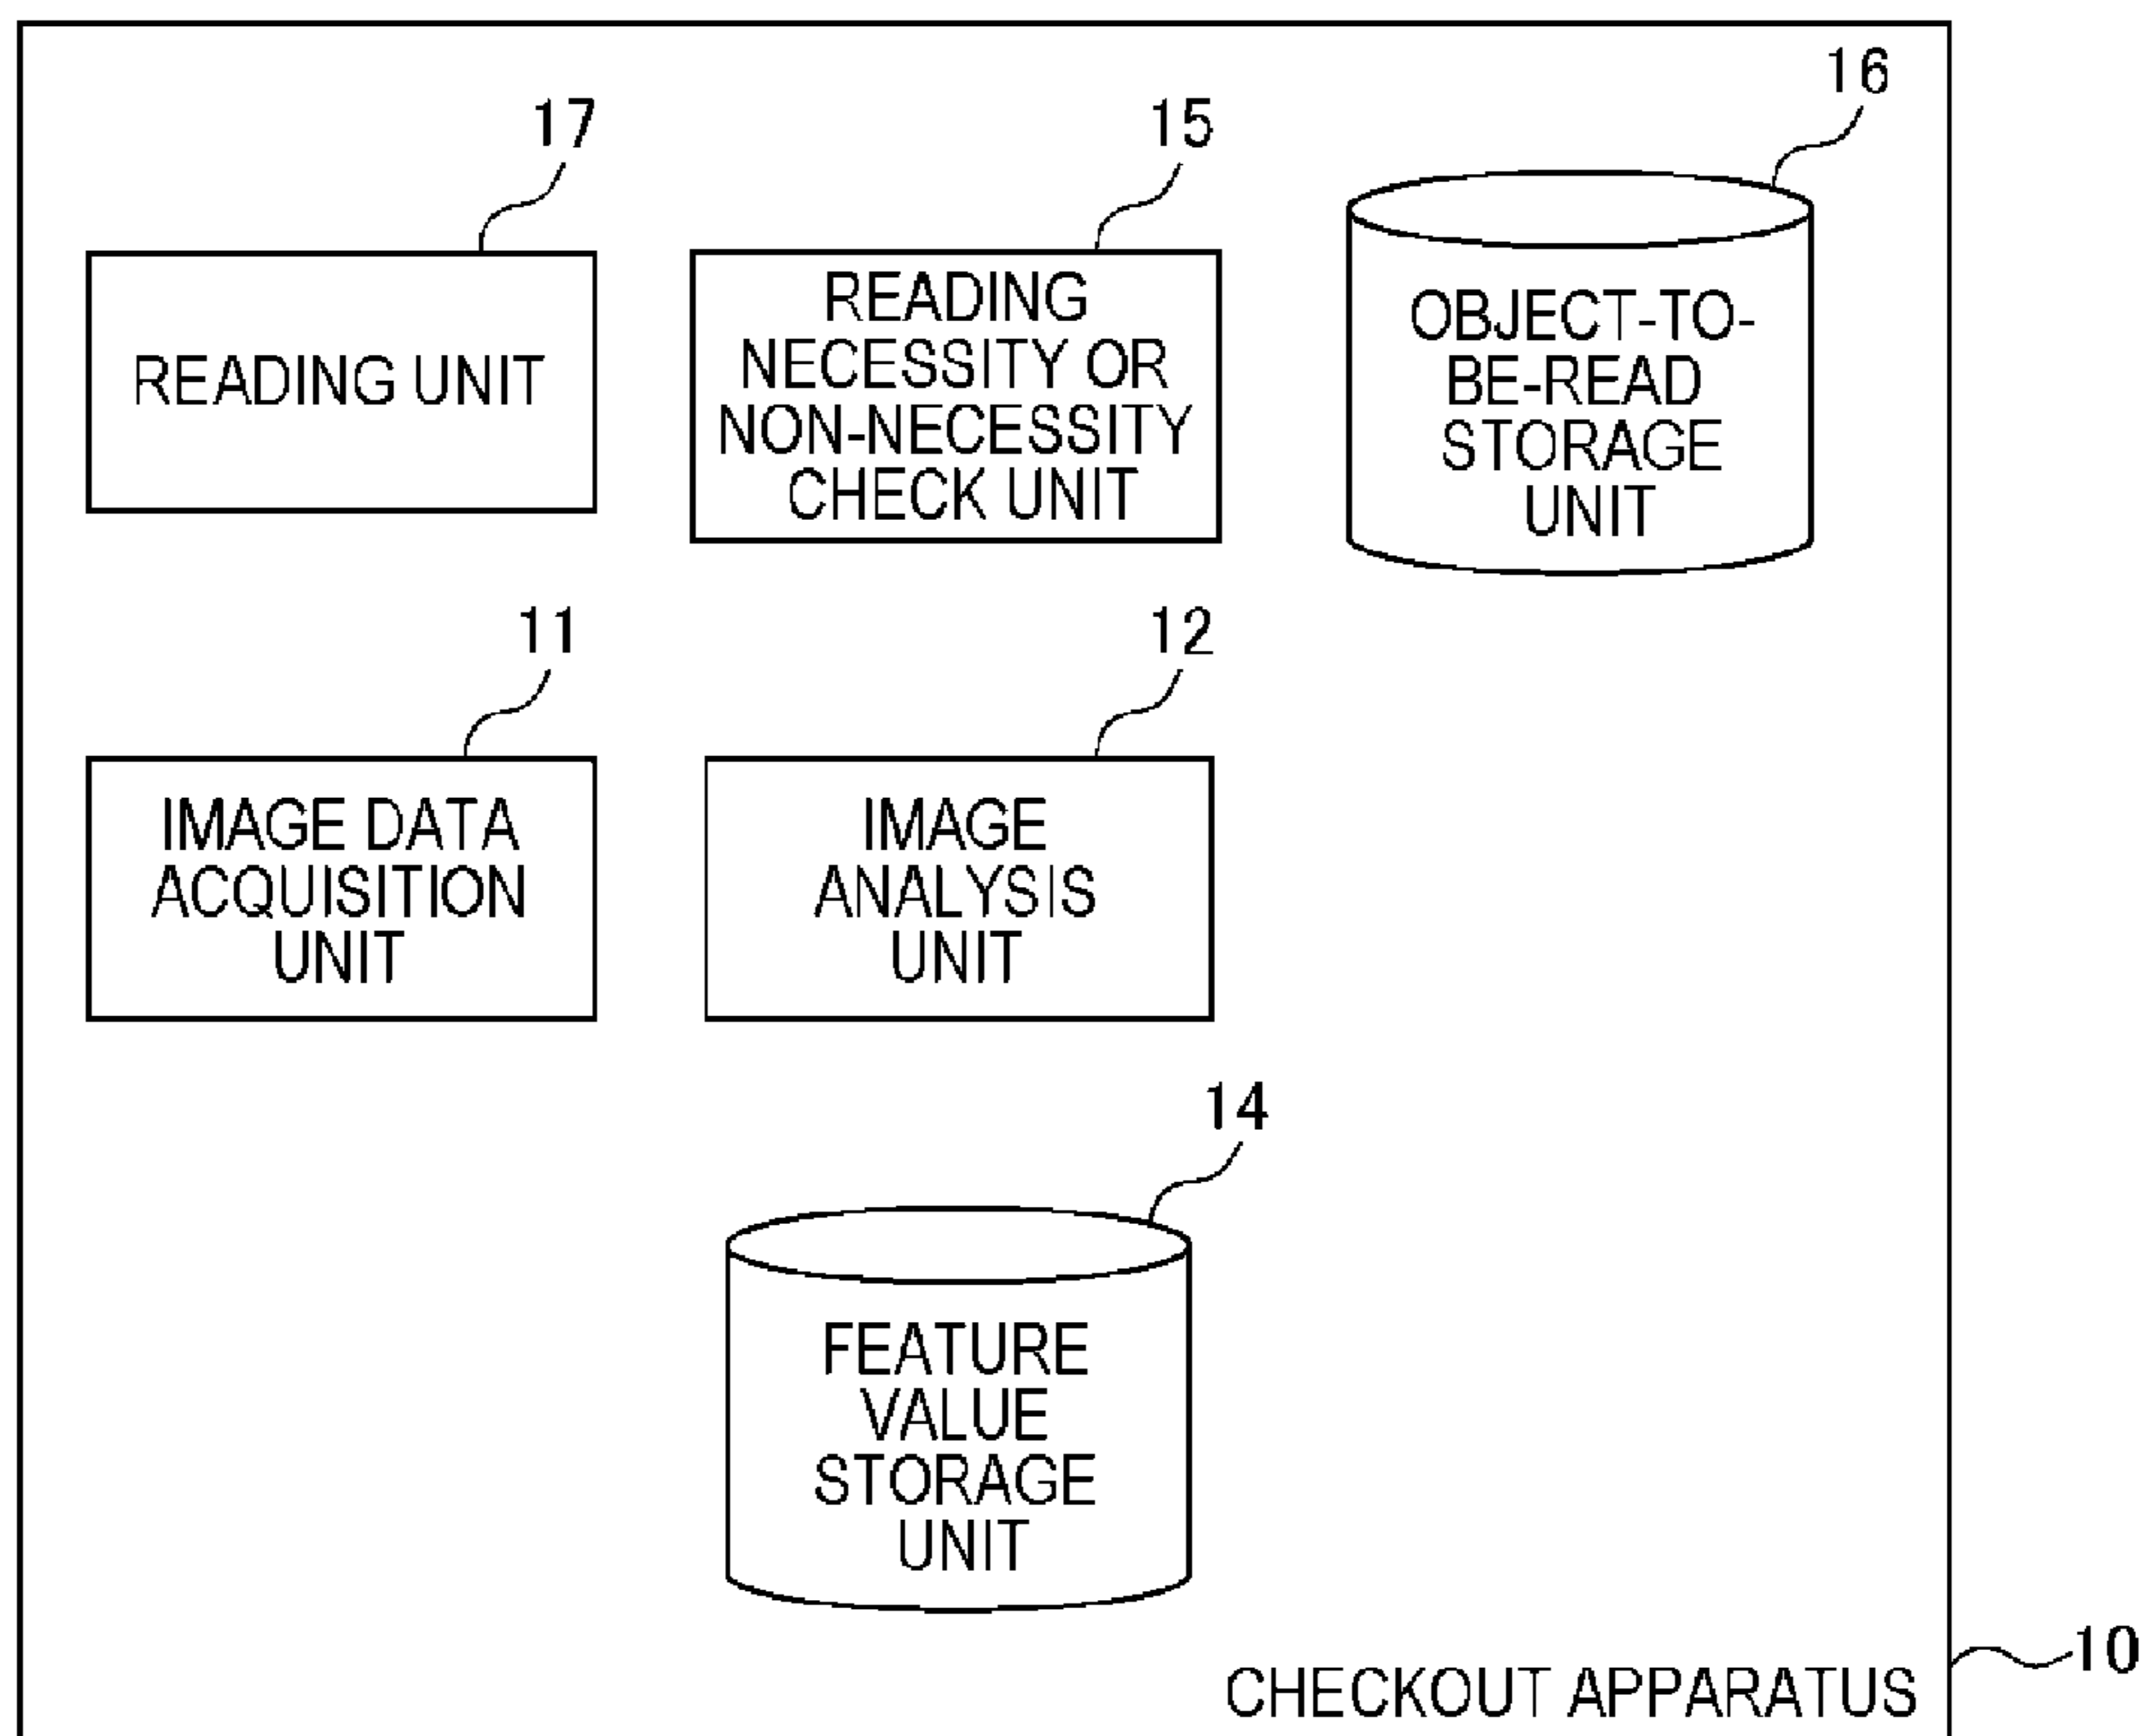 16
17
15
READING UNIT
READING
NECESSITY OR
NON-NECESSITY
CHECK UNIT
OBJECT-TO-
BE-READ
STORAGE
UNIT
11
12
IMAGE DATA
ACQUISITION
UNIT
IMAGE
ANALYSIS
UNIT
14
FEATURE
VALUE
STORAGE
UNIT
10
CHECKOUT APPARATUS